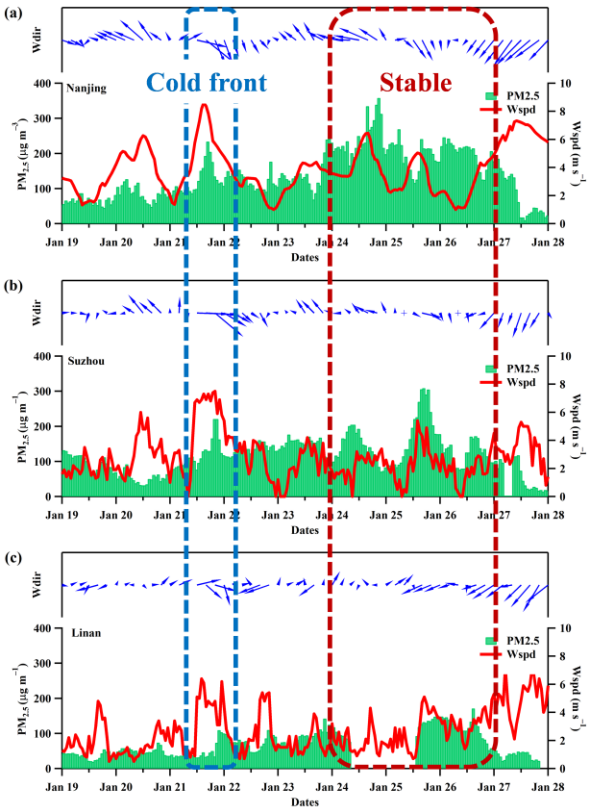 (a)
Wdir
Cold front
Stable
Nanjing
PM2.5
Wspd
PM2.5 (μg m⁻³)
400
300
200
100
0
10
8
6
4
2
0
Wspd (m s⁻¹)
Jan 19 Jan 20 Jan 21 Jan 22 Jan 23 Jan 24 Jan 25 Jan 26 Jan 27 Jan 28
Dates
(b)
Wdir
Suzhou
PM2.5
Wspd
PM2.5 (μg m⁻¹)
400
300
200
100
0
10
8
6
4
2
0
Wspd (m s⁻¹)
Jan 19 Jan 20 Jan 21 Jan 22 Jan 23 Jan 24 Jan 25 Jan 26 Jan 27 Jan 28
Dates
(c)
Wdir
Linan
PM2.5
Wspd
PM2.5 (μg m⁻¹)
400
300
200
100
0
10
8
6
4
2
0
Wspd (m s⁻¹)
Jan 19 Jan 20 Jan 21 Jan 22 Jan 23 Jan 24 Jan 25 Jan 26 Jan 27 Jan 28
Dates